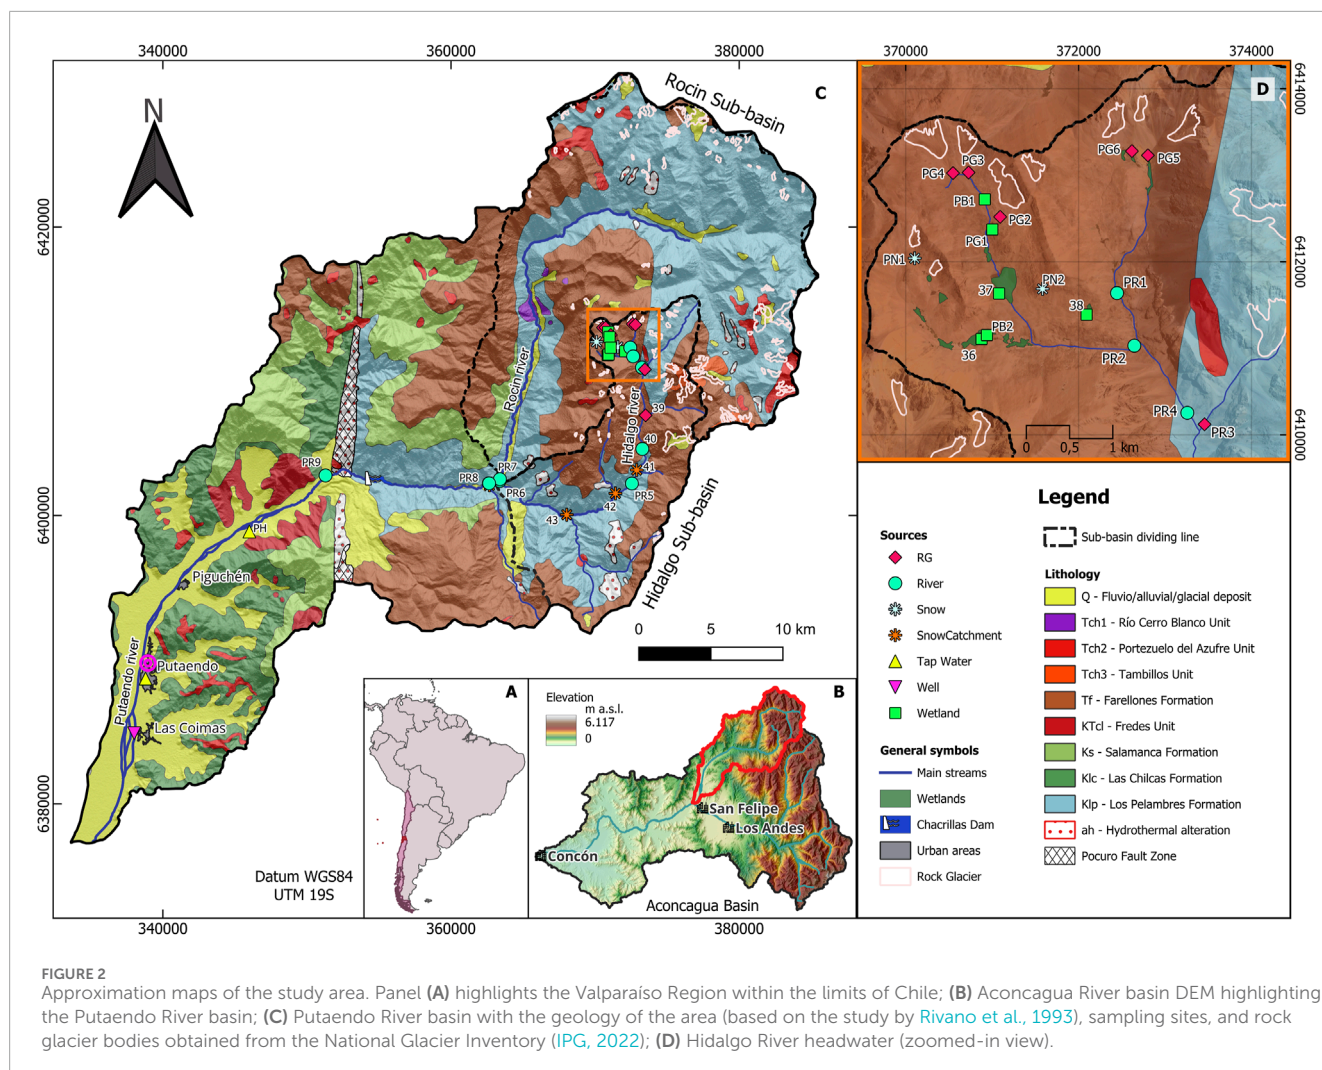 340000
360000
380000
370000
372000
374000
N
C
Rocin Sub-basin
D
6414000
6412000
6410000
PG6
PG5
PG3
PG4
PB1
PG2
PG1
PN1
PN2
37
38
PR1
PB2
36
PR2
PR4
PR3
0 0,5 1 km
6420000
6400000
6380000
Rocin river
Hidalgo river
39
40
41
PR5
42
43
PR9
PR8
PR7
PR6
Hidalgo Sub-basin
PH
Piguchén
Putaendo river
Putaendo
Las Coimas
0 5 10 km
A
B
Elevation
m a.s.l.
6.117
0
San Felipe
Los Andes
Concón
Aconcagua Basin
Datum WGS84
UTM 19S
340000
360000
380000
Legend
Sources
RG
River
Snow
SnowCatchment
Tap Water
Well
Wetland
General symbols
Main streams
Wetlands
Chacrillas Dam
Urban areas
Rock Glacier
Sub-basin dividing line
Lithology
Q - Fluvio/alluvial/glacial deposit
Tch1 - Río Cerro Blanco Unit
Tch2 - Portezuelo del Azufre Unit
Tch3 - Tambillos Unit
Tf - Farellones Formation
KTcl - Fredes Unit
Ks - Salamanca Formation
Klc - Las Chilcas Formation
Klp - Los Pelambres Formation
ah - Hydrothermal alteration
Pocuro Fault Zone
FIGURE 2
Approximation maps of the study area. Panel (A) highlights the Valparaíso Region within the limits of Chile; (B) Aconcagua River basin DEM highlighting
the Putaendo River basin; (C) Putaendo River basin with the geology of the area (based on the study by Rivano et al., 1993), sampling sites, and rock
glacier bodies obtained from the National Glacier Inventory (IPG, 2022); (D) Hidalgo River headwater (zoomed-in view).